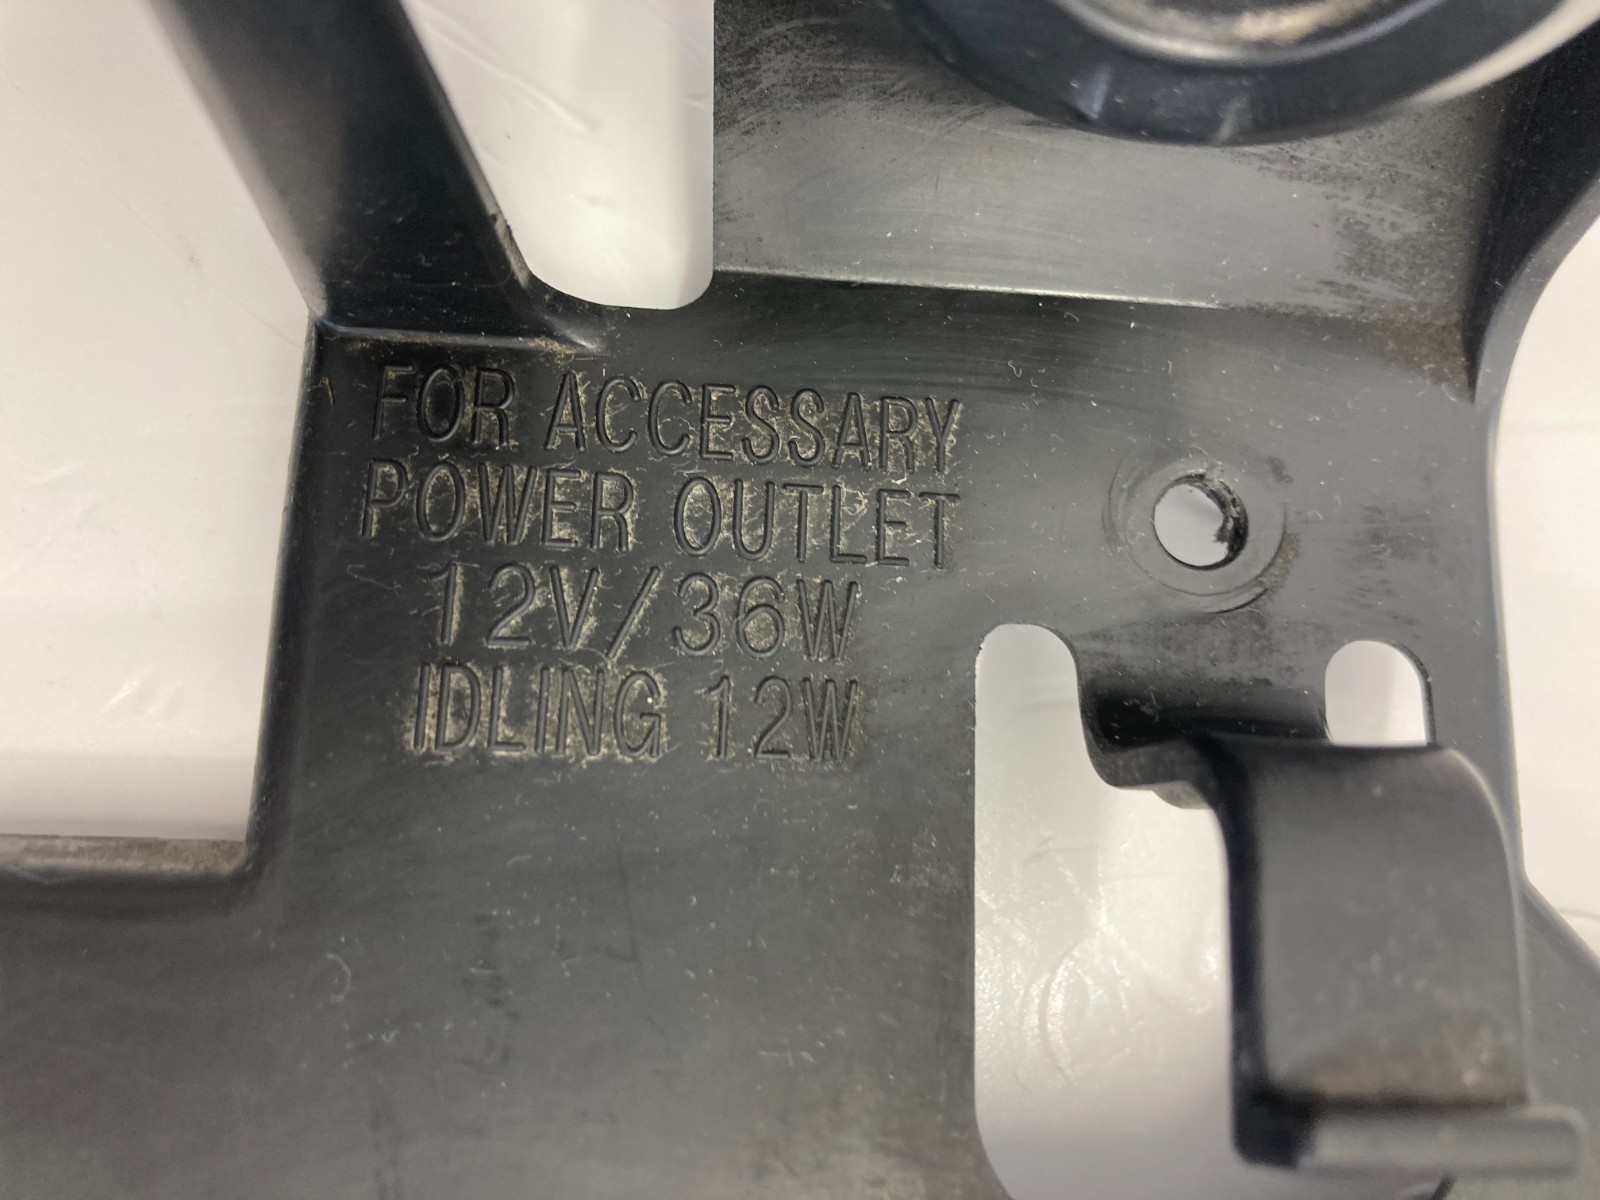 FOR ACCESSARY
POWER OUTLET
12V/36W
IDLING 12W